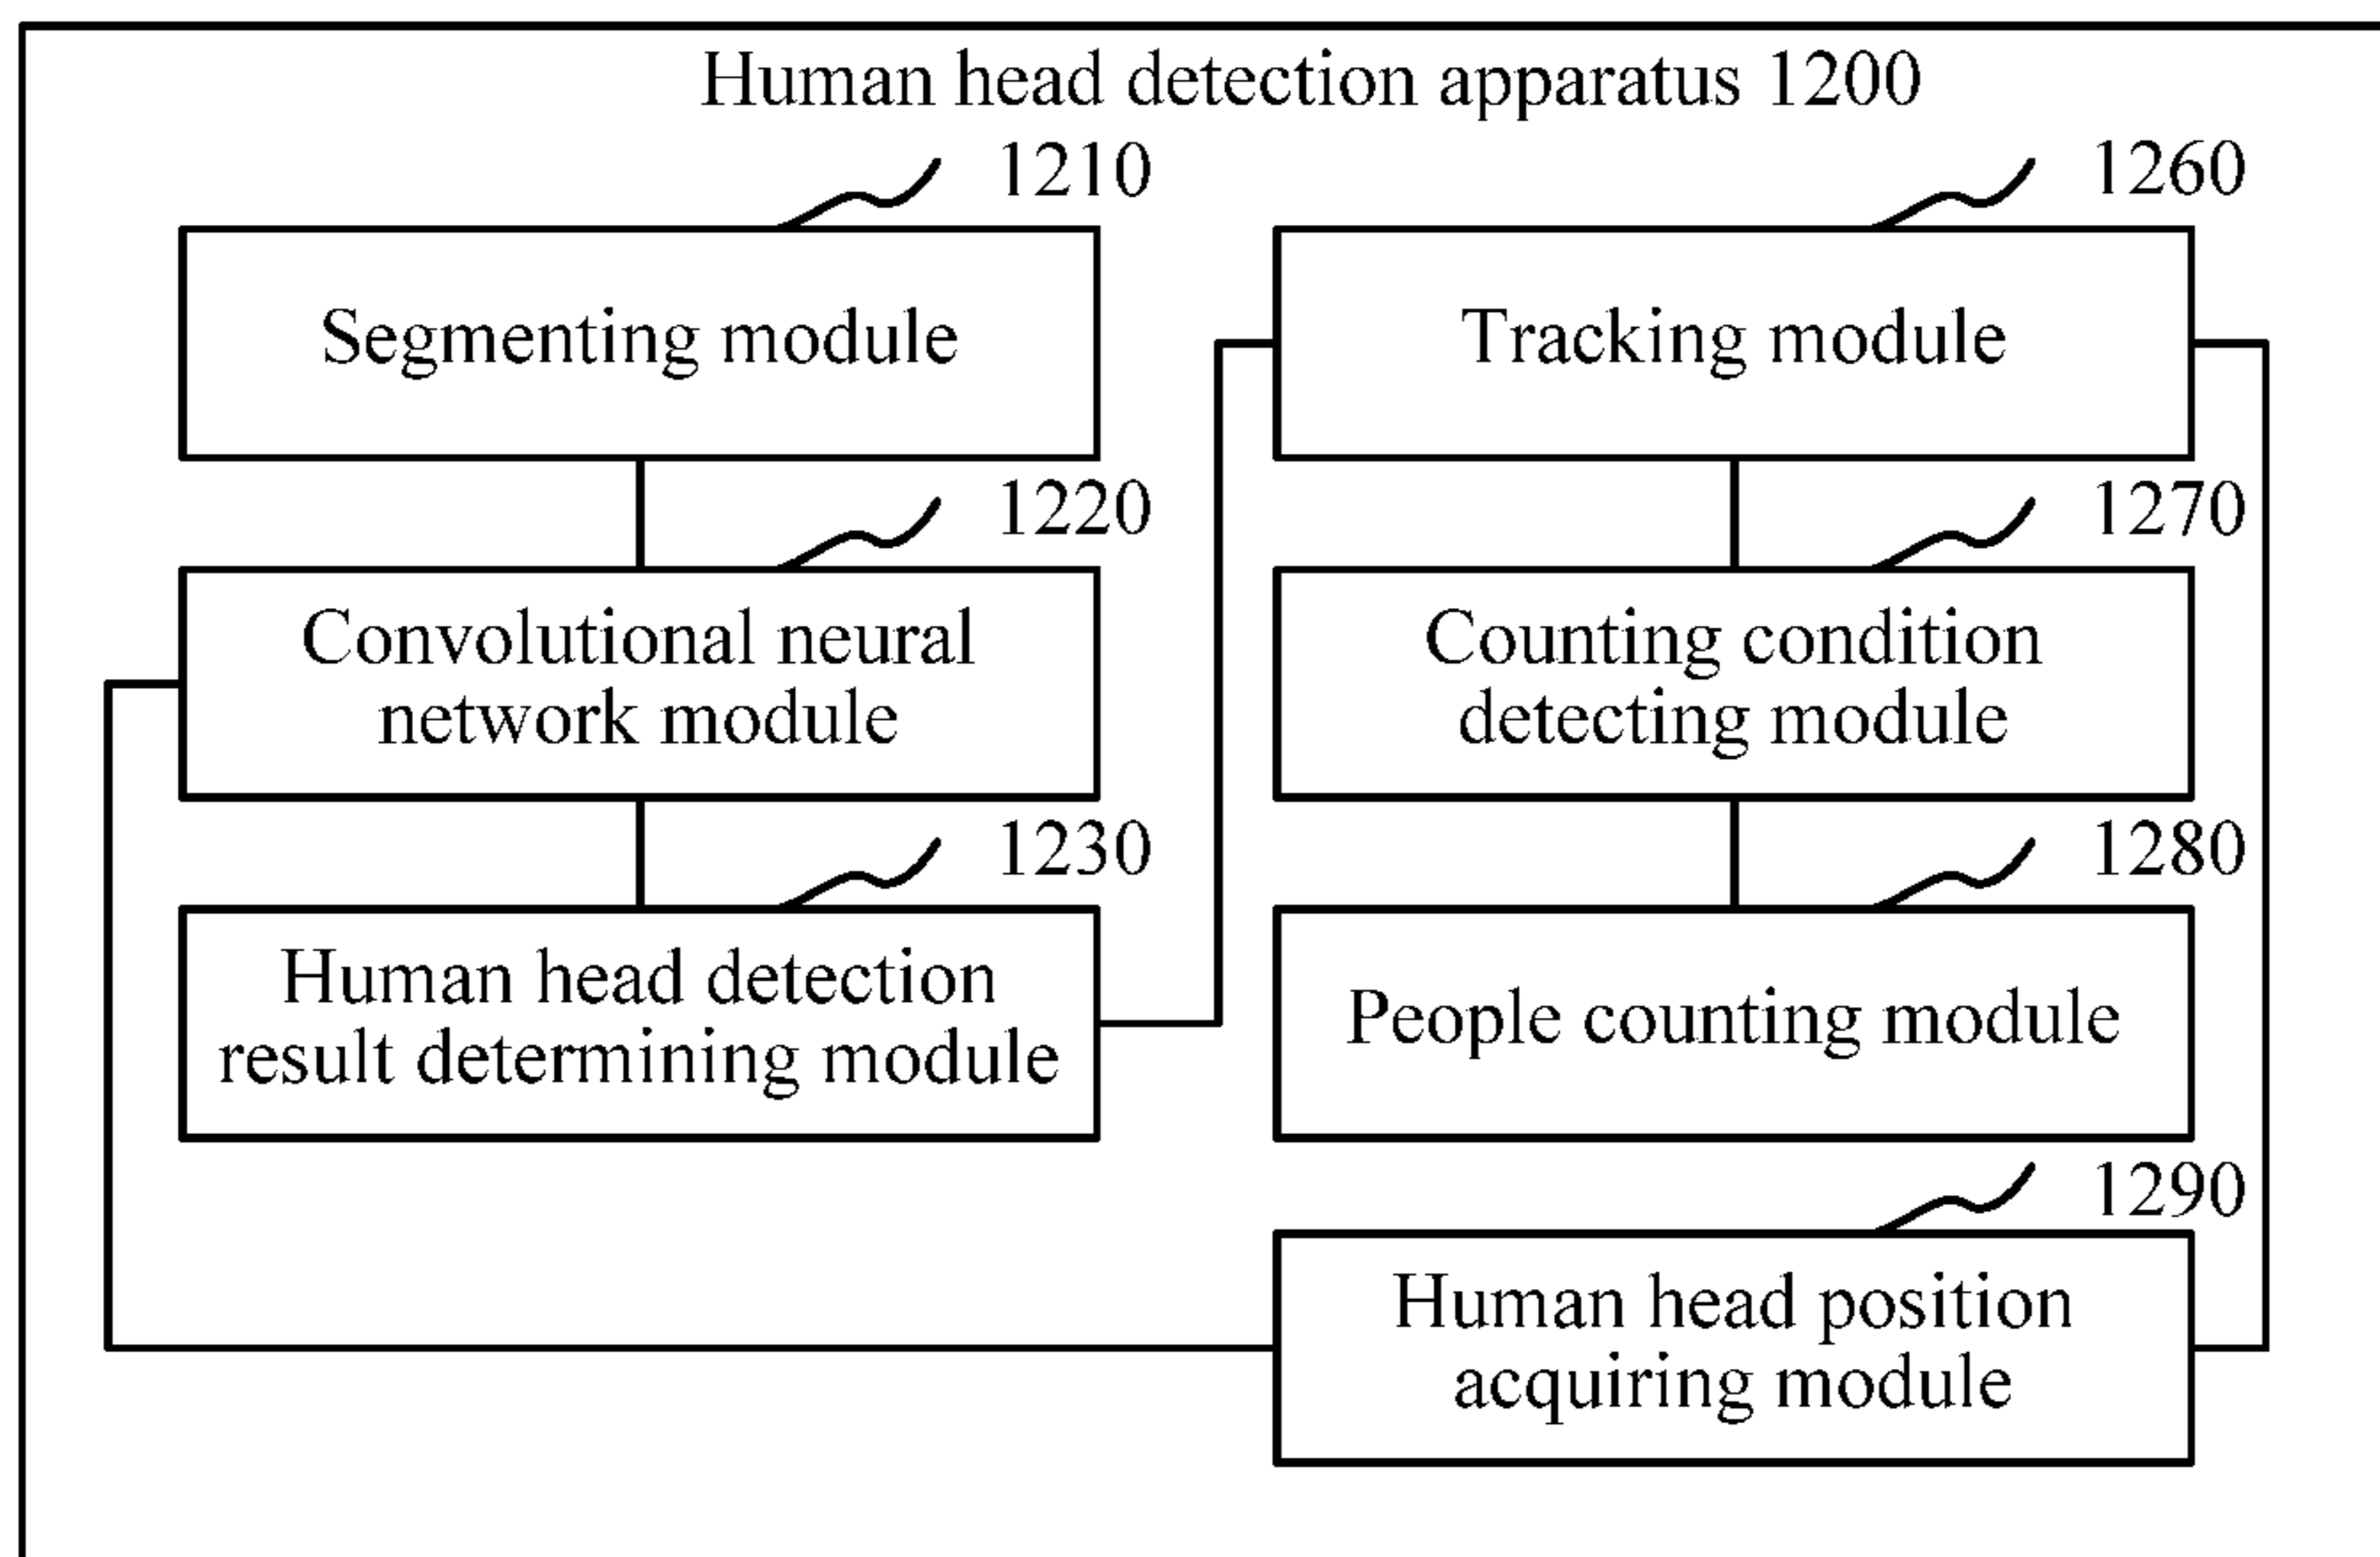 Human head detection apparatus 1200
1210
Segmenting module
1220
Convolutional neural
network module
1230
Human head detection
result determining module
1260
Tracking module
1270
Counting condition
detecting module
1280
People counting module
1290
Human head position
acquiring module